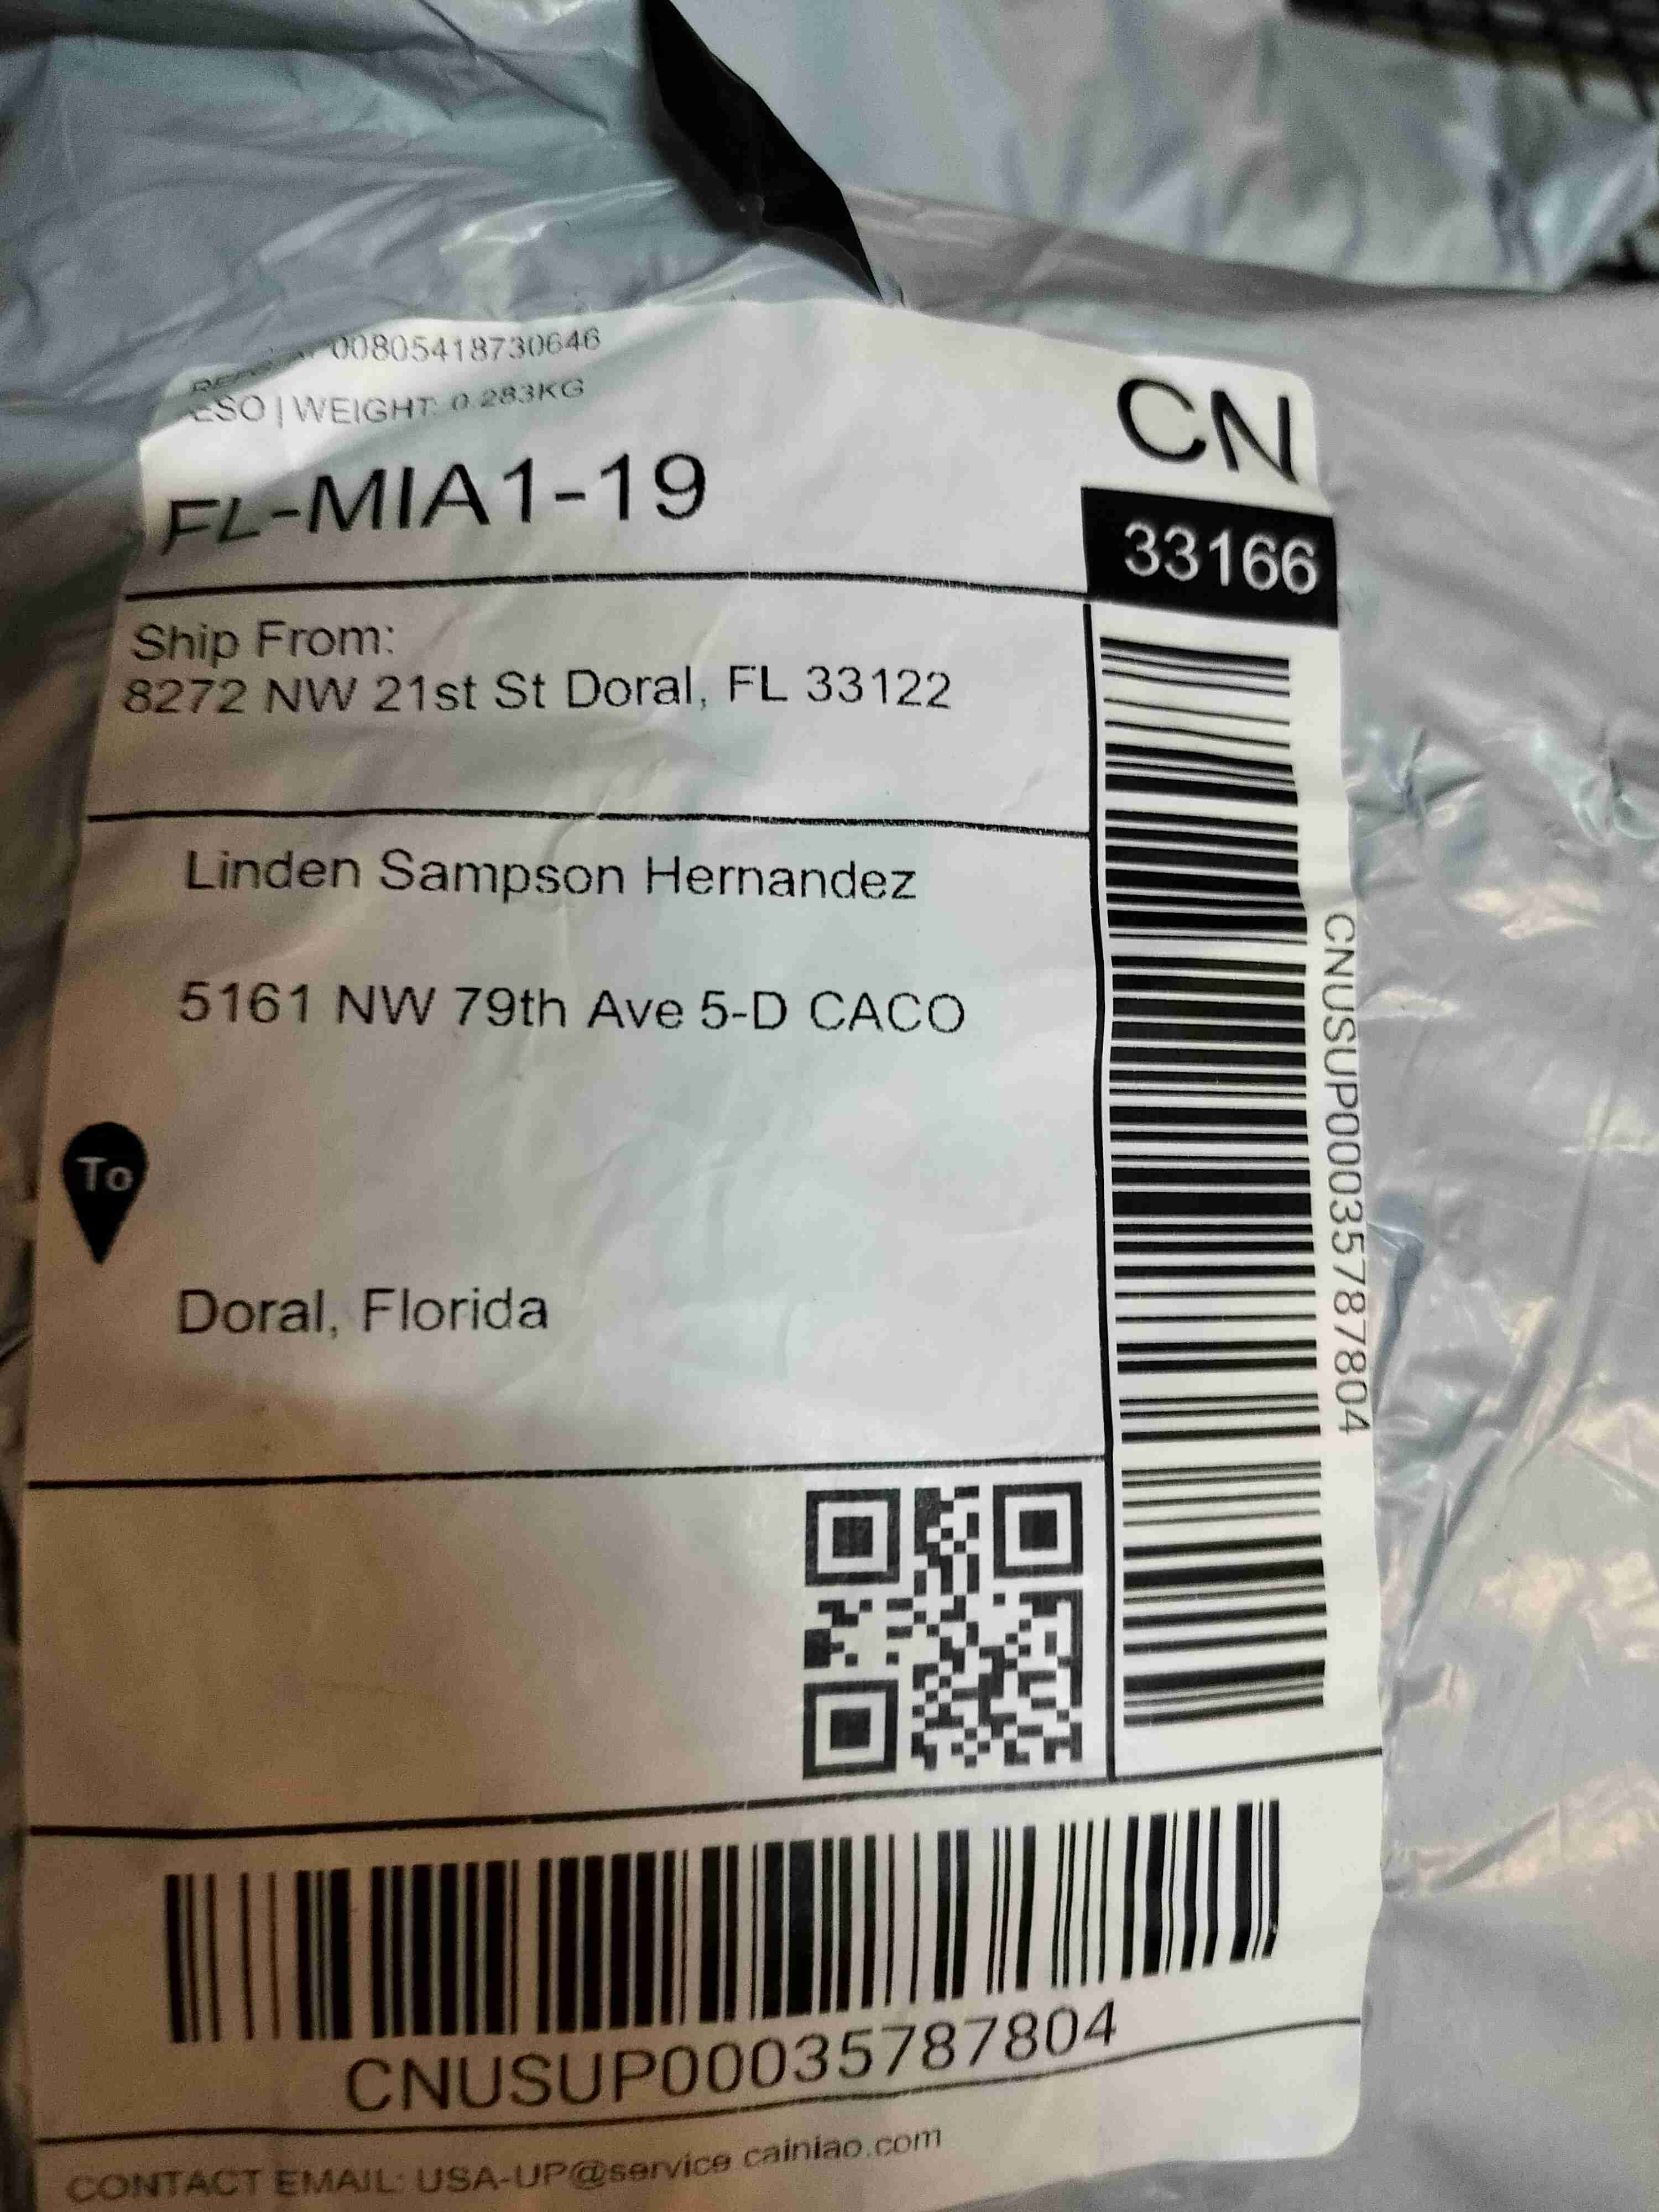 00805418730646
ESO | WEIGHT: 0.283KG
CN
FL-MIA1-19
33166
Ship From:
8272 NW 21st St Doral, FL 33122
Linden Sampson Hernandez
5161 NW 79th Ave 5-D CACO
To
Doral, Florida
CNUSUP00035787804
CNUSUP00035787804
CONTACT EMAIL: USA-UP@service cainiao.com